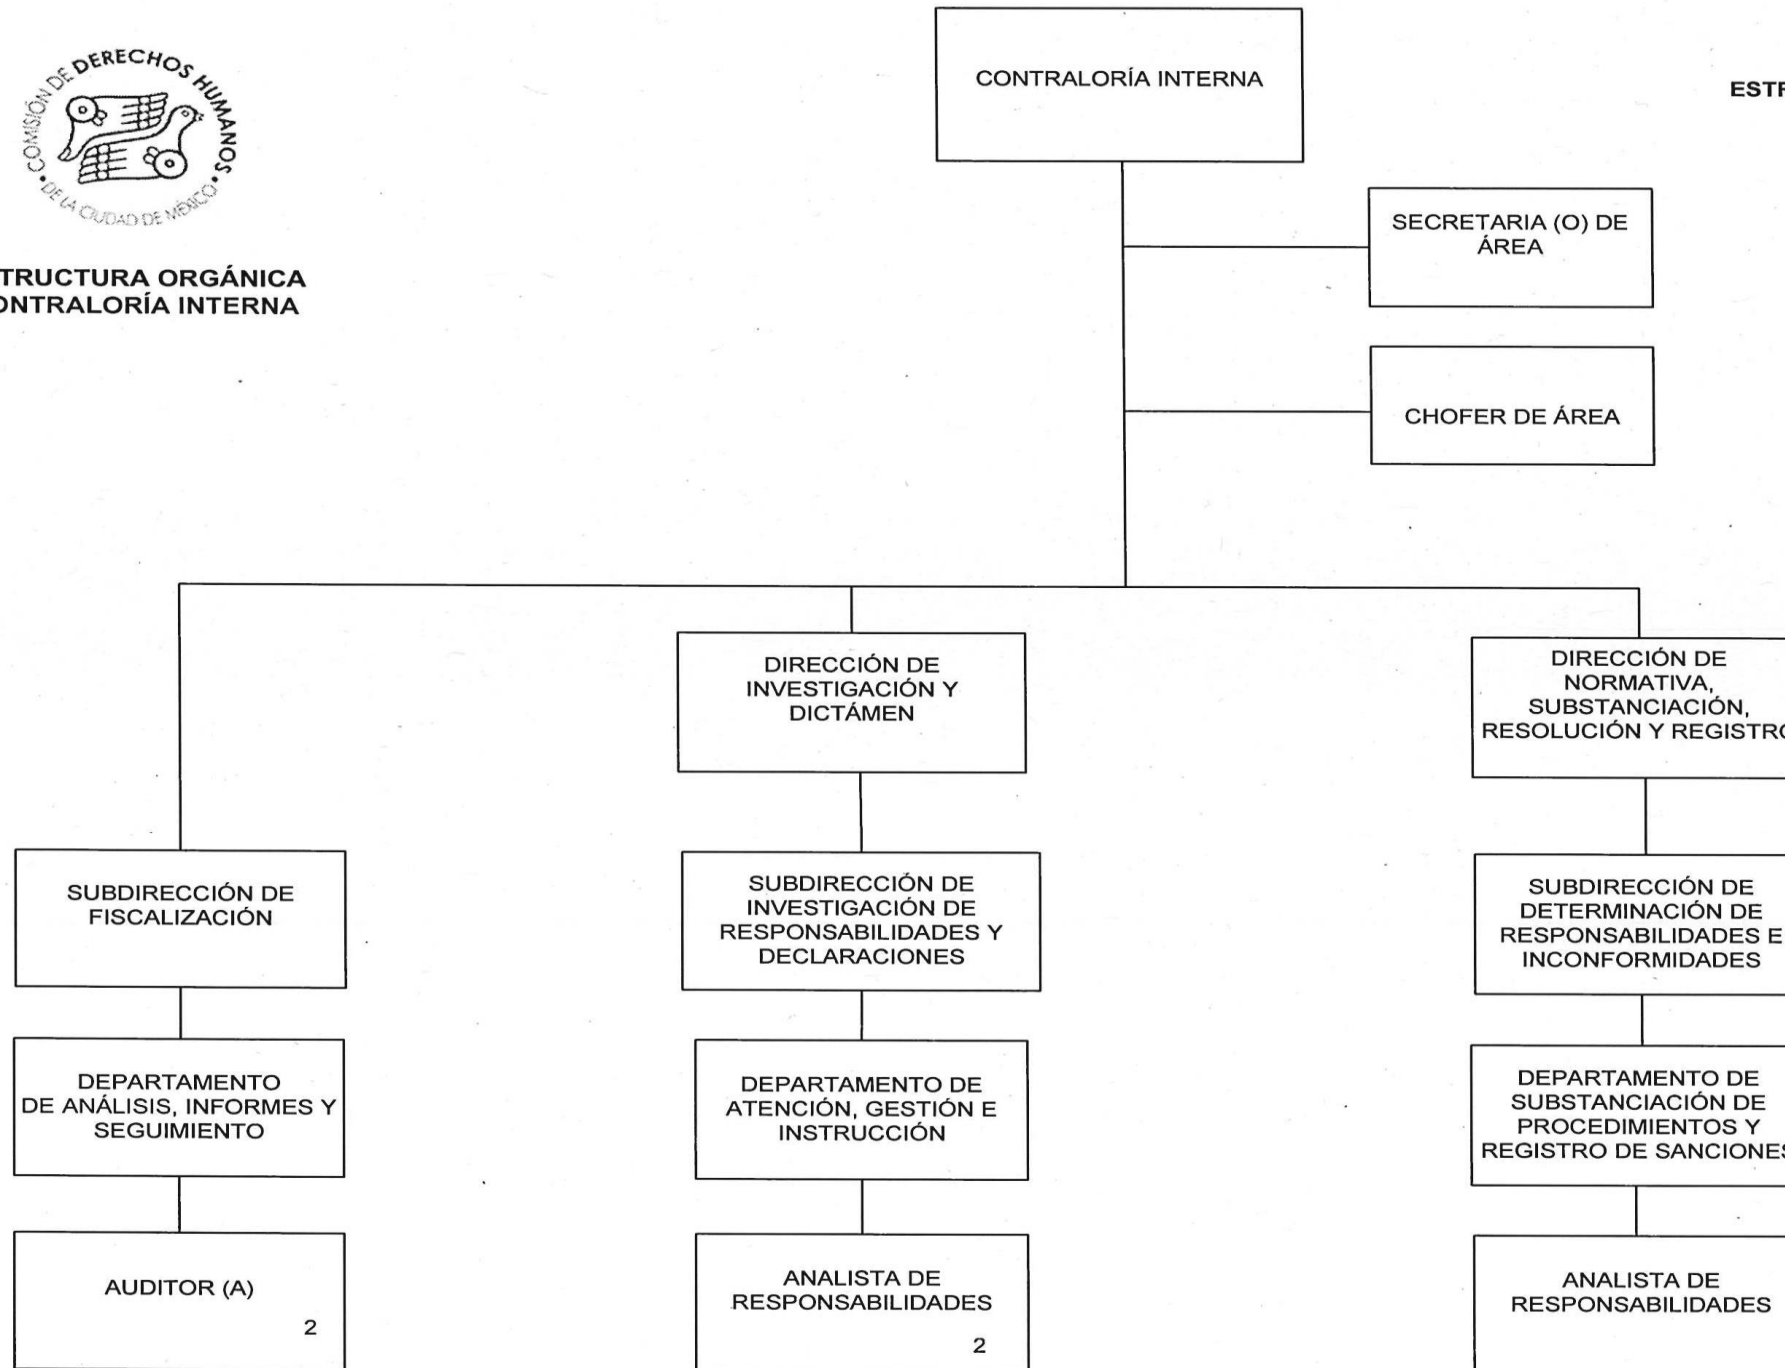 COMISIÓN DE DERECHOS HUMANOS
DE LA CIUDAD DE MÉXICO
TRUCTURA ORGÁNICA
ONTRALORÍA INTERNA
CONTRALORÍA INTERNA
ESTR
SECRETARIA (O) DE
ÁREA
CHOFER DE ÁREA
DIRECCIÓN DE
INVESTIGACIÓN Y
DICTÁMEN
DIRECCIÓN DE
NORMATIVA,
SUBSTANCIACIÓN,
RESOLUCIÓN Y REGISTRO
SUBDIRECCIÓN DE
FISCALIZACIÓN
SUBDIRECCIÓN DE
INVESTIGACIÓN DE
RESPONSABILIDADES Y
DECLARACIONES
SUBDIRECCIÓN DE
DETERMINACIÓN DE
RESPONSABILIDADES E
INCONFORMIDADES
DEPARTAMENTO
DE ANÁLISIS, INFORMES Y
SEGUIMIENTO
DEPARTAMENTO DE
ATENCIÓN, GESTIÓN E
INSTRUCCIÓN
DEPARTAMENTO DE
SUBSTANCIACIÓN DE
PROCEDIMIENTOS Y
REGISTRO DE SANCIONES
AUDITOR (A)
2
ANALISTA DE
RESPONSABILIDADES
2
ANALISTA DE
RESPONSABILIDADES